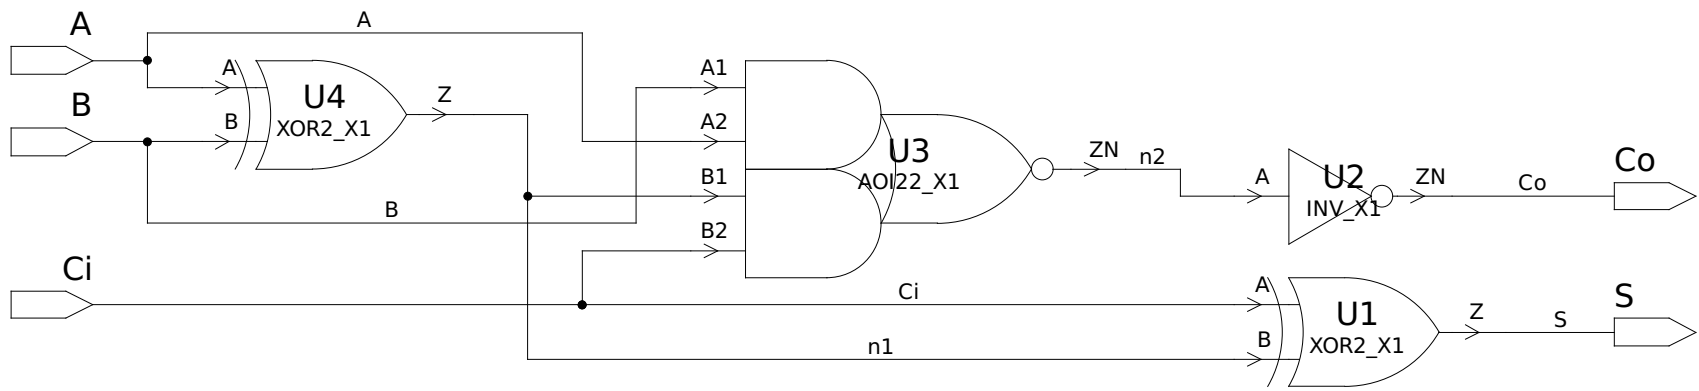 A
A
B
A
B
U4
XOR2_X1
Z
B
Ci
A1
A2
B1
B2
U3
AOI22_X1
ZN
n2
A
U2
INV_X1
ZN
Co
Co
Ci
n1
A
B
U1
XOR2_X1
Z
S
S